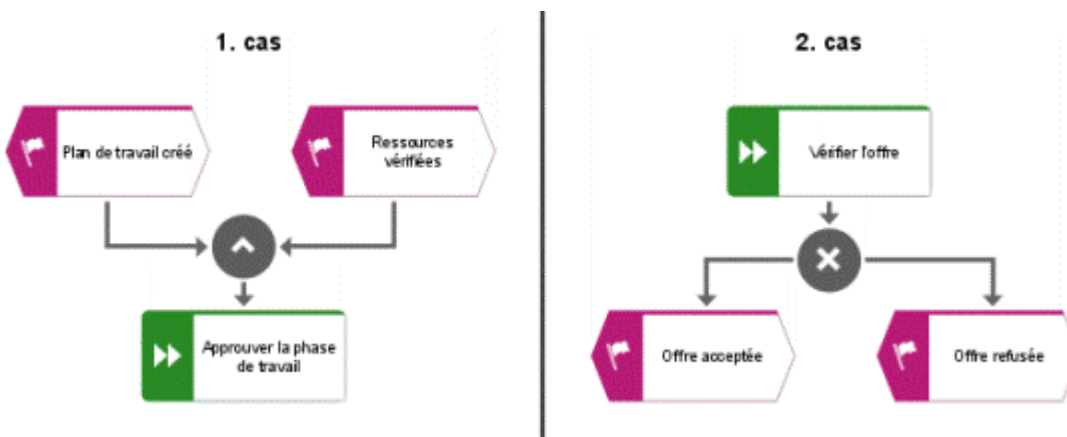 1. cas
Plan de travail créé
Ressources
vérifiées
Approuver la phase
de travail
2. cas
Vérifier l'offre
Offre acceptée
Offre refusée